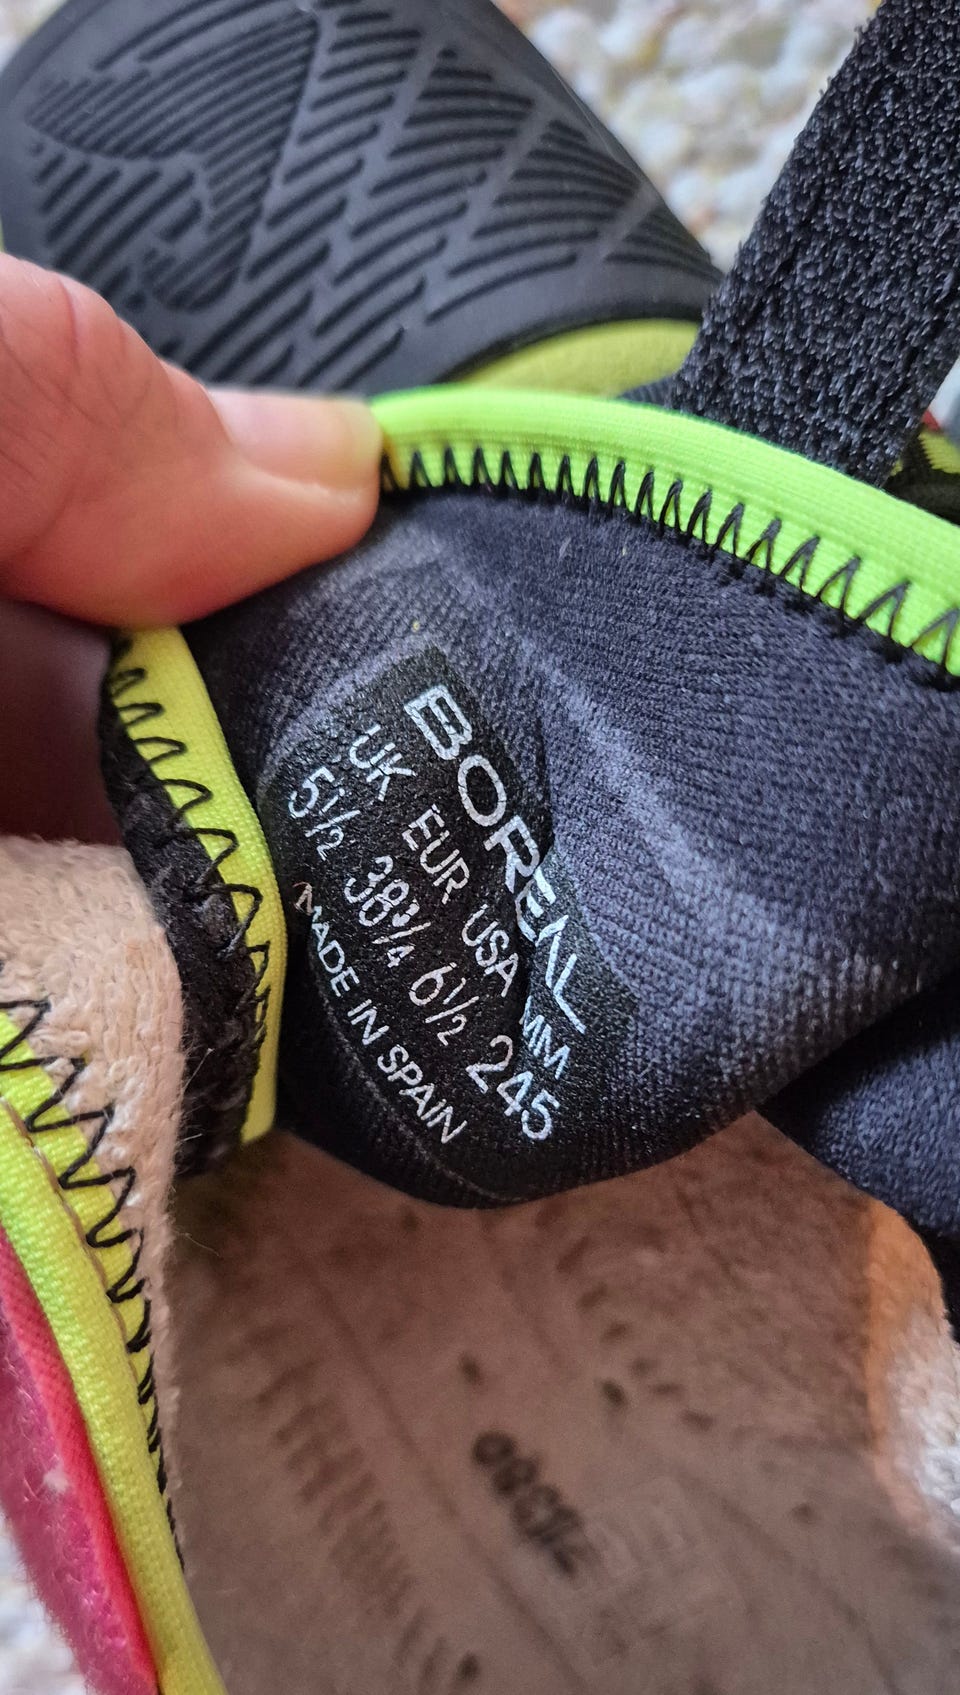 BOREAL
UK EUR USA MM
5½ 38¾ 6½ 245
MADE IN SPAIN